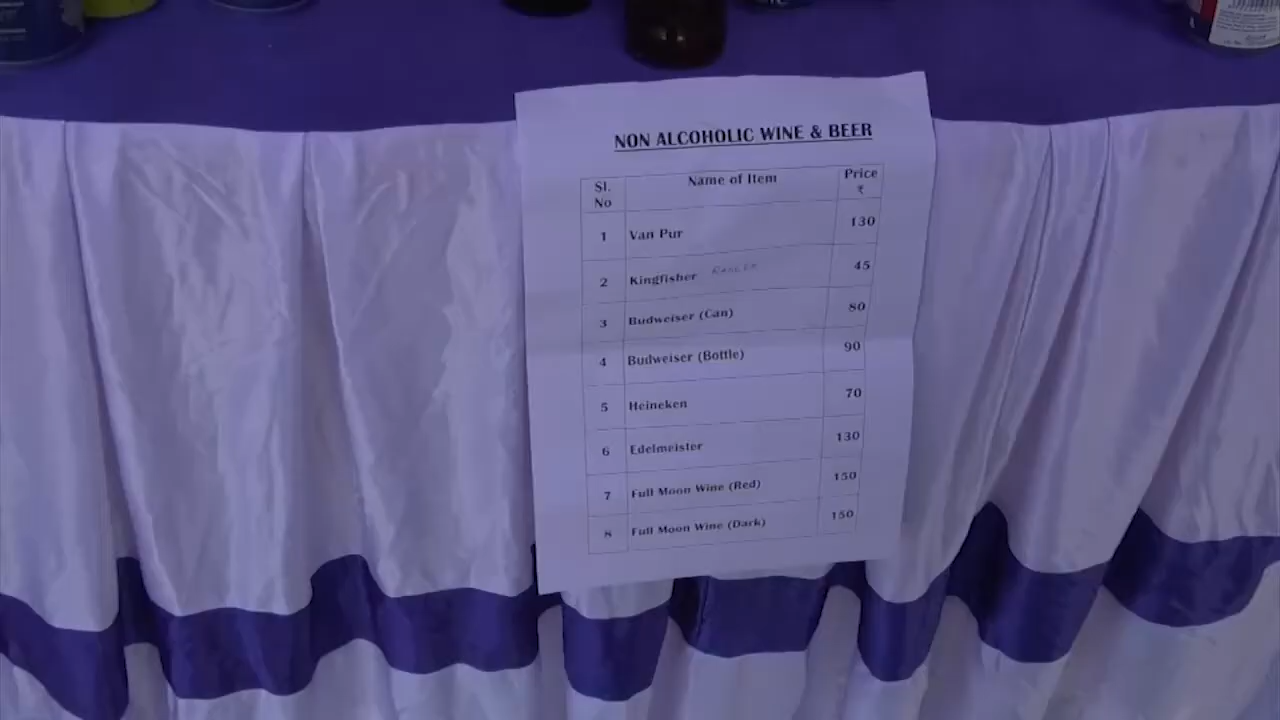 NON ALCOHOLIC WINE & BEER
Sl. No Name of Item Price ₹
1 Van Pur 130
2 Kingfisher 45
3 Budweiser (Can) 80
4 Budweiser (Bottle) 90
5 Heineken 70
6 Edelmeister 130
7 Full Moon Wine (Red) 150
8 Full Moon Wine (Dark) 150